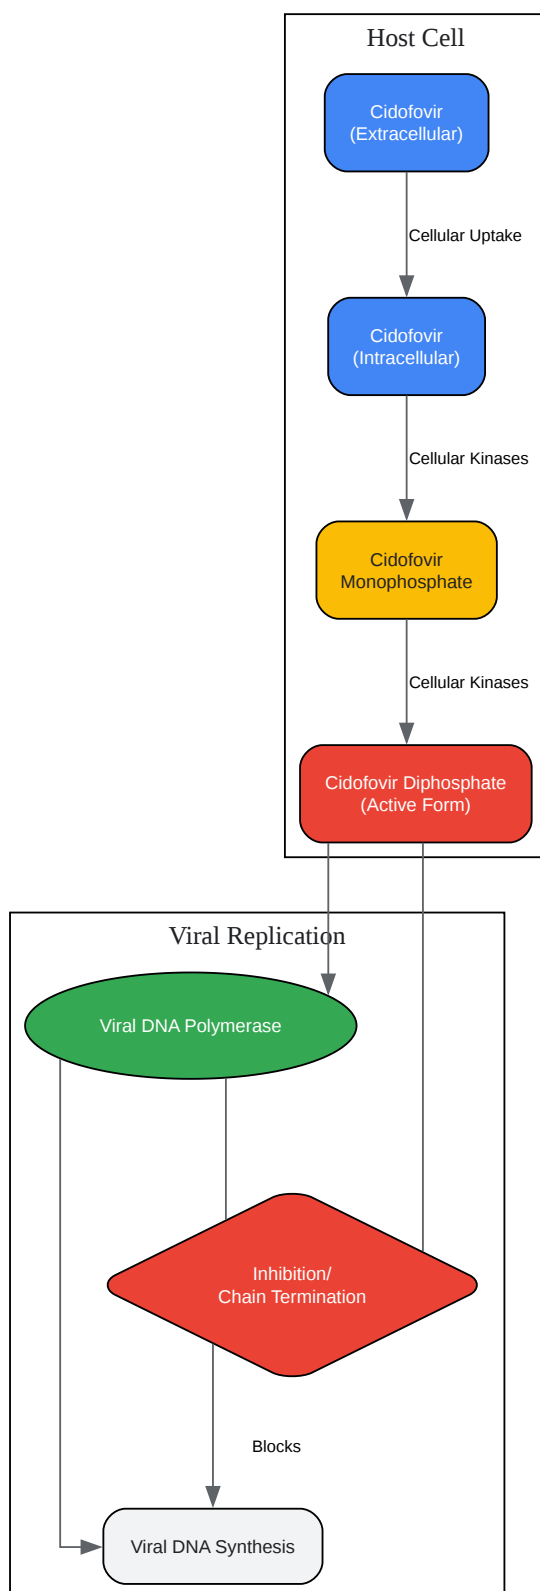 Host Cell
Cidofovir
(Extracellular)
Cellular Uptake
Cidofovir
(Intracellular)
Cellular Kinases
Cidofovir
Monophosphate
Cellular Kinases
Cidofovir Diphosphate
(Active Form)
Viral Replication
Viral DNA Polymerase
Inhibition/
Chain Termination
Blocks
Viral DNA Synthesis